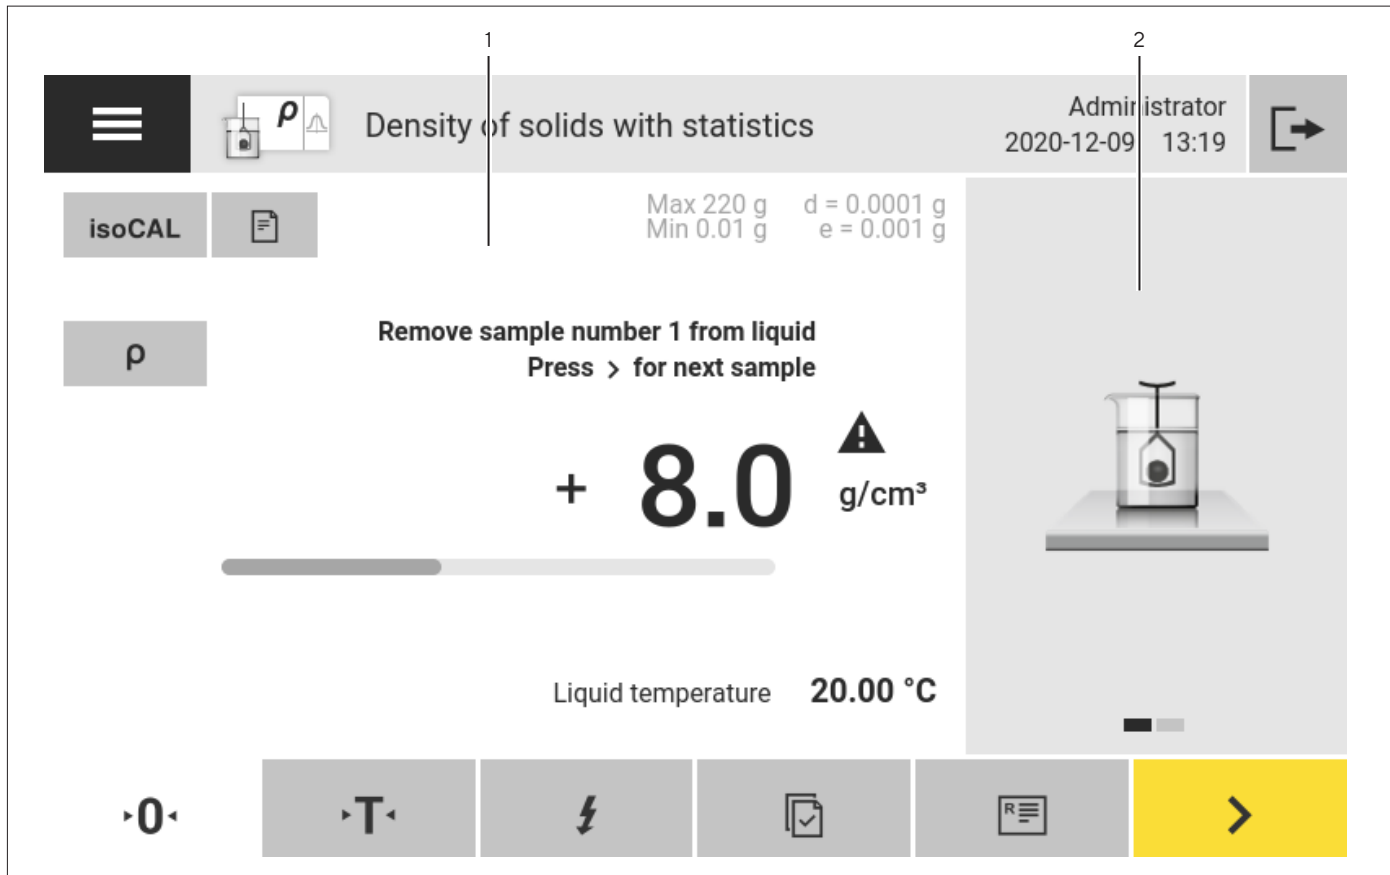 1
2
ρ
Density of solids with statistics
Administrator
2020-12-09 13:19
isoCAL
Max 220 g d = 0.0001 g
Min 0.01 g e = 0.001 g
ρ
Remove sample number 1 from liquid
Press > for next sample
+ 8.0 g/cm³
Liquid temperature 20.00 °C
0
T
R